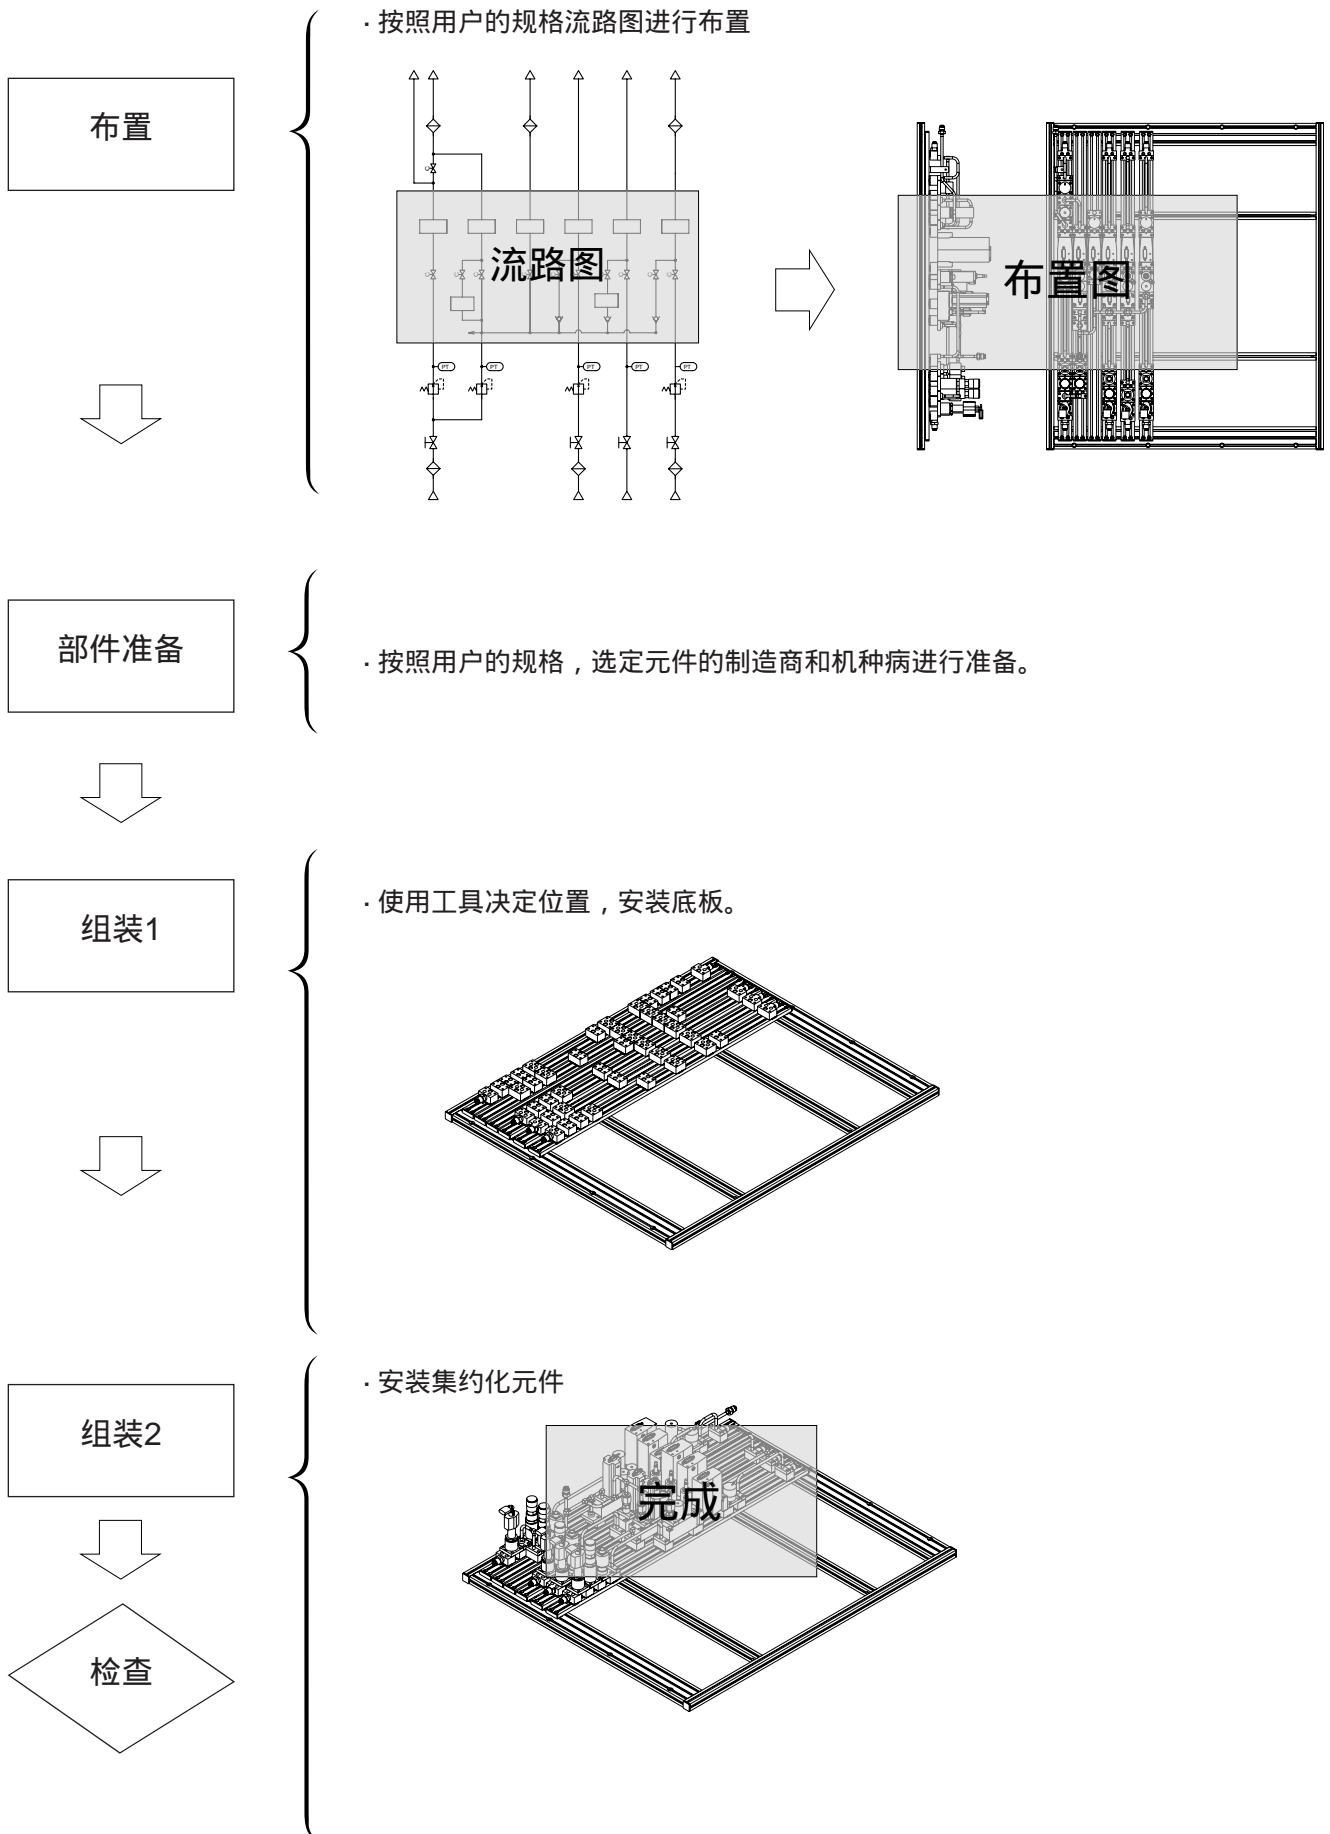 · 按照用户的规格流路图进行布置
布置
流路图
布置图
PT
PT
PT
PT
PT
部件准备
· 按照用户的规格，选定元件的制造商和机种病进行准备。
组装1
· 使用工具决定位置，安装底板。
组装2
· 安装集约化元件
完成
检查